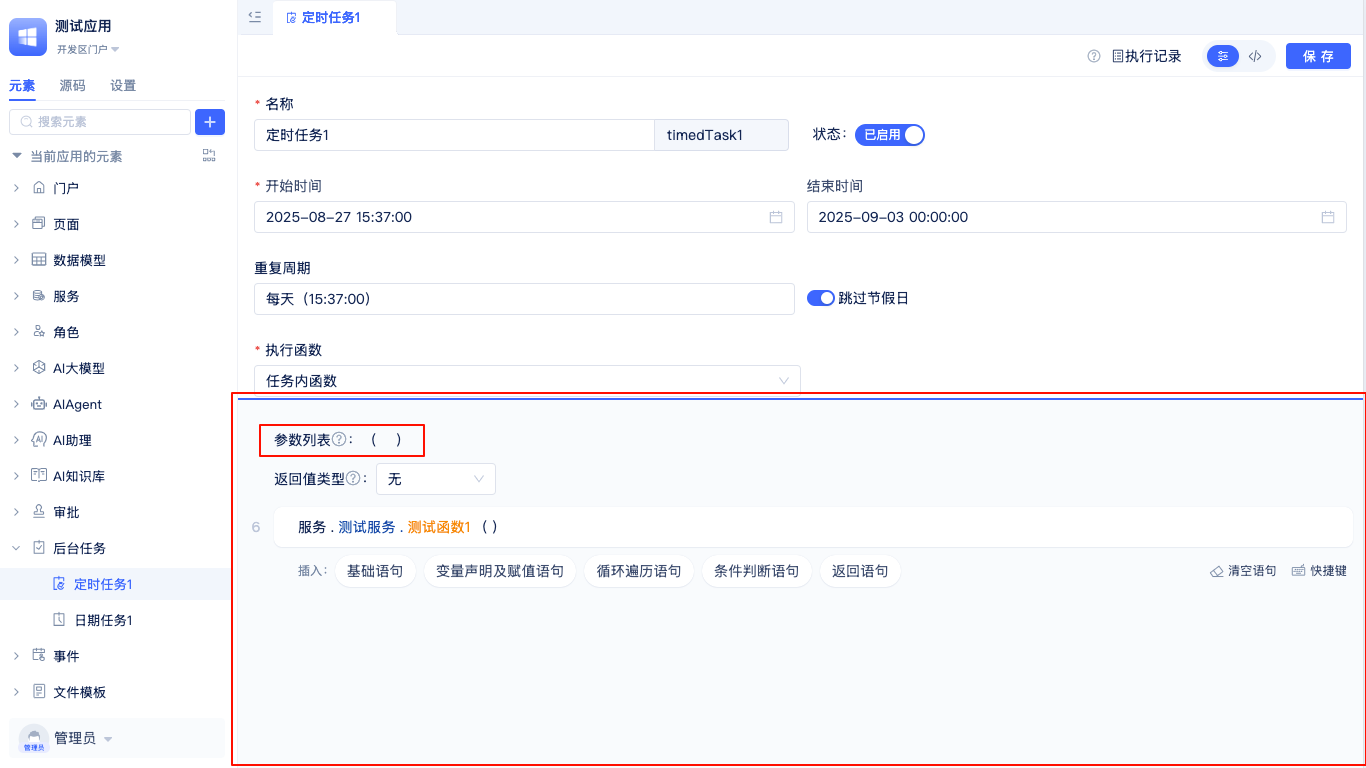 测试应用
开发区门户
元素 源码 设置
搜索元素
当前应用的元素
门户
页面
数据模型
服务
角色
AI大模型
AIAgent
AI助理
AI知识库
审批
后台任务
定时任务1
日期任务1
事件
文件模板
管理员 管理员
定时任务1
执行记录 保 存
* 名称
定时任务1 timedTask1 状态: 已启用
* 开始时间 结束时间
2025-08-27 15:37:00 2025-09-03 00:00:00
重复周期
每天（15:37:00） 跳过节假日
* 执行函数
任务内函数
参数列表 : ( )
返回值类型 : 无
6 服务 . 测试服务 . 测试函数1 ( )
插入: 基础语句 变量声明及赋值语句 循环遍历语句 条件判断语句 返回语句 清空语句 快捷键